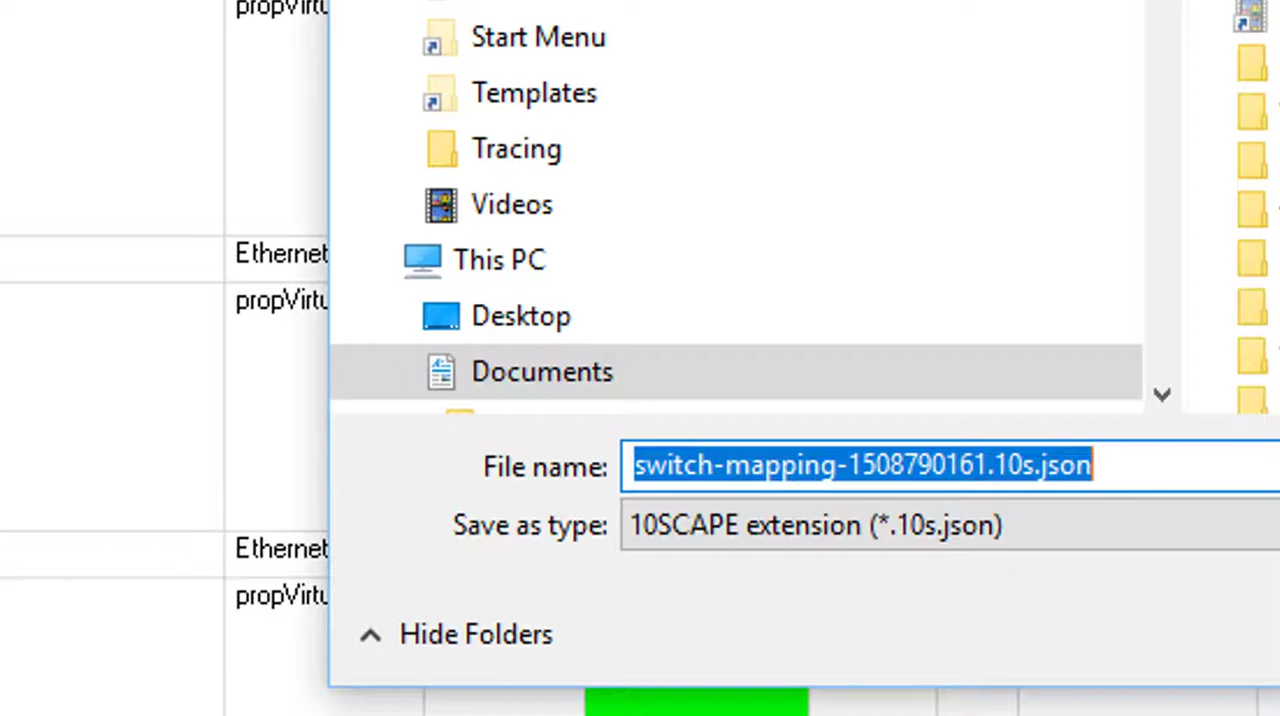 propVirtu
Start Menu
Templates
Tracing
Videos
Ethernet
This PC
propVirtu
Desktop
Documents
File name: switch-mapping-1508790161.10s.json
Save as type: 10SCAPE extension (*.10s.json)
Ethernet
propVirtu
Hide Folders